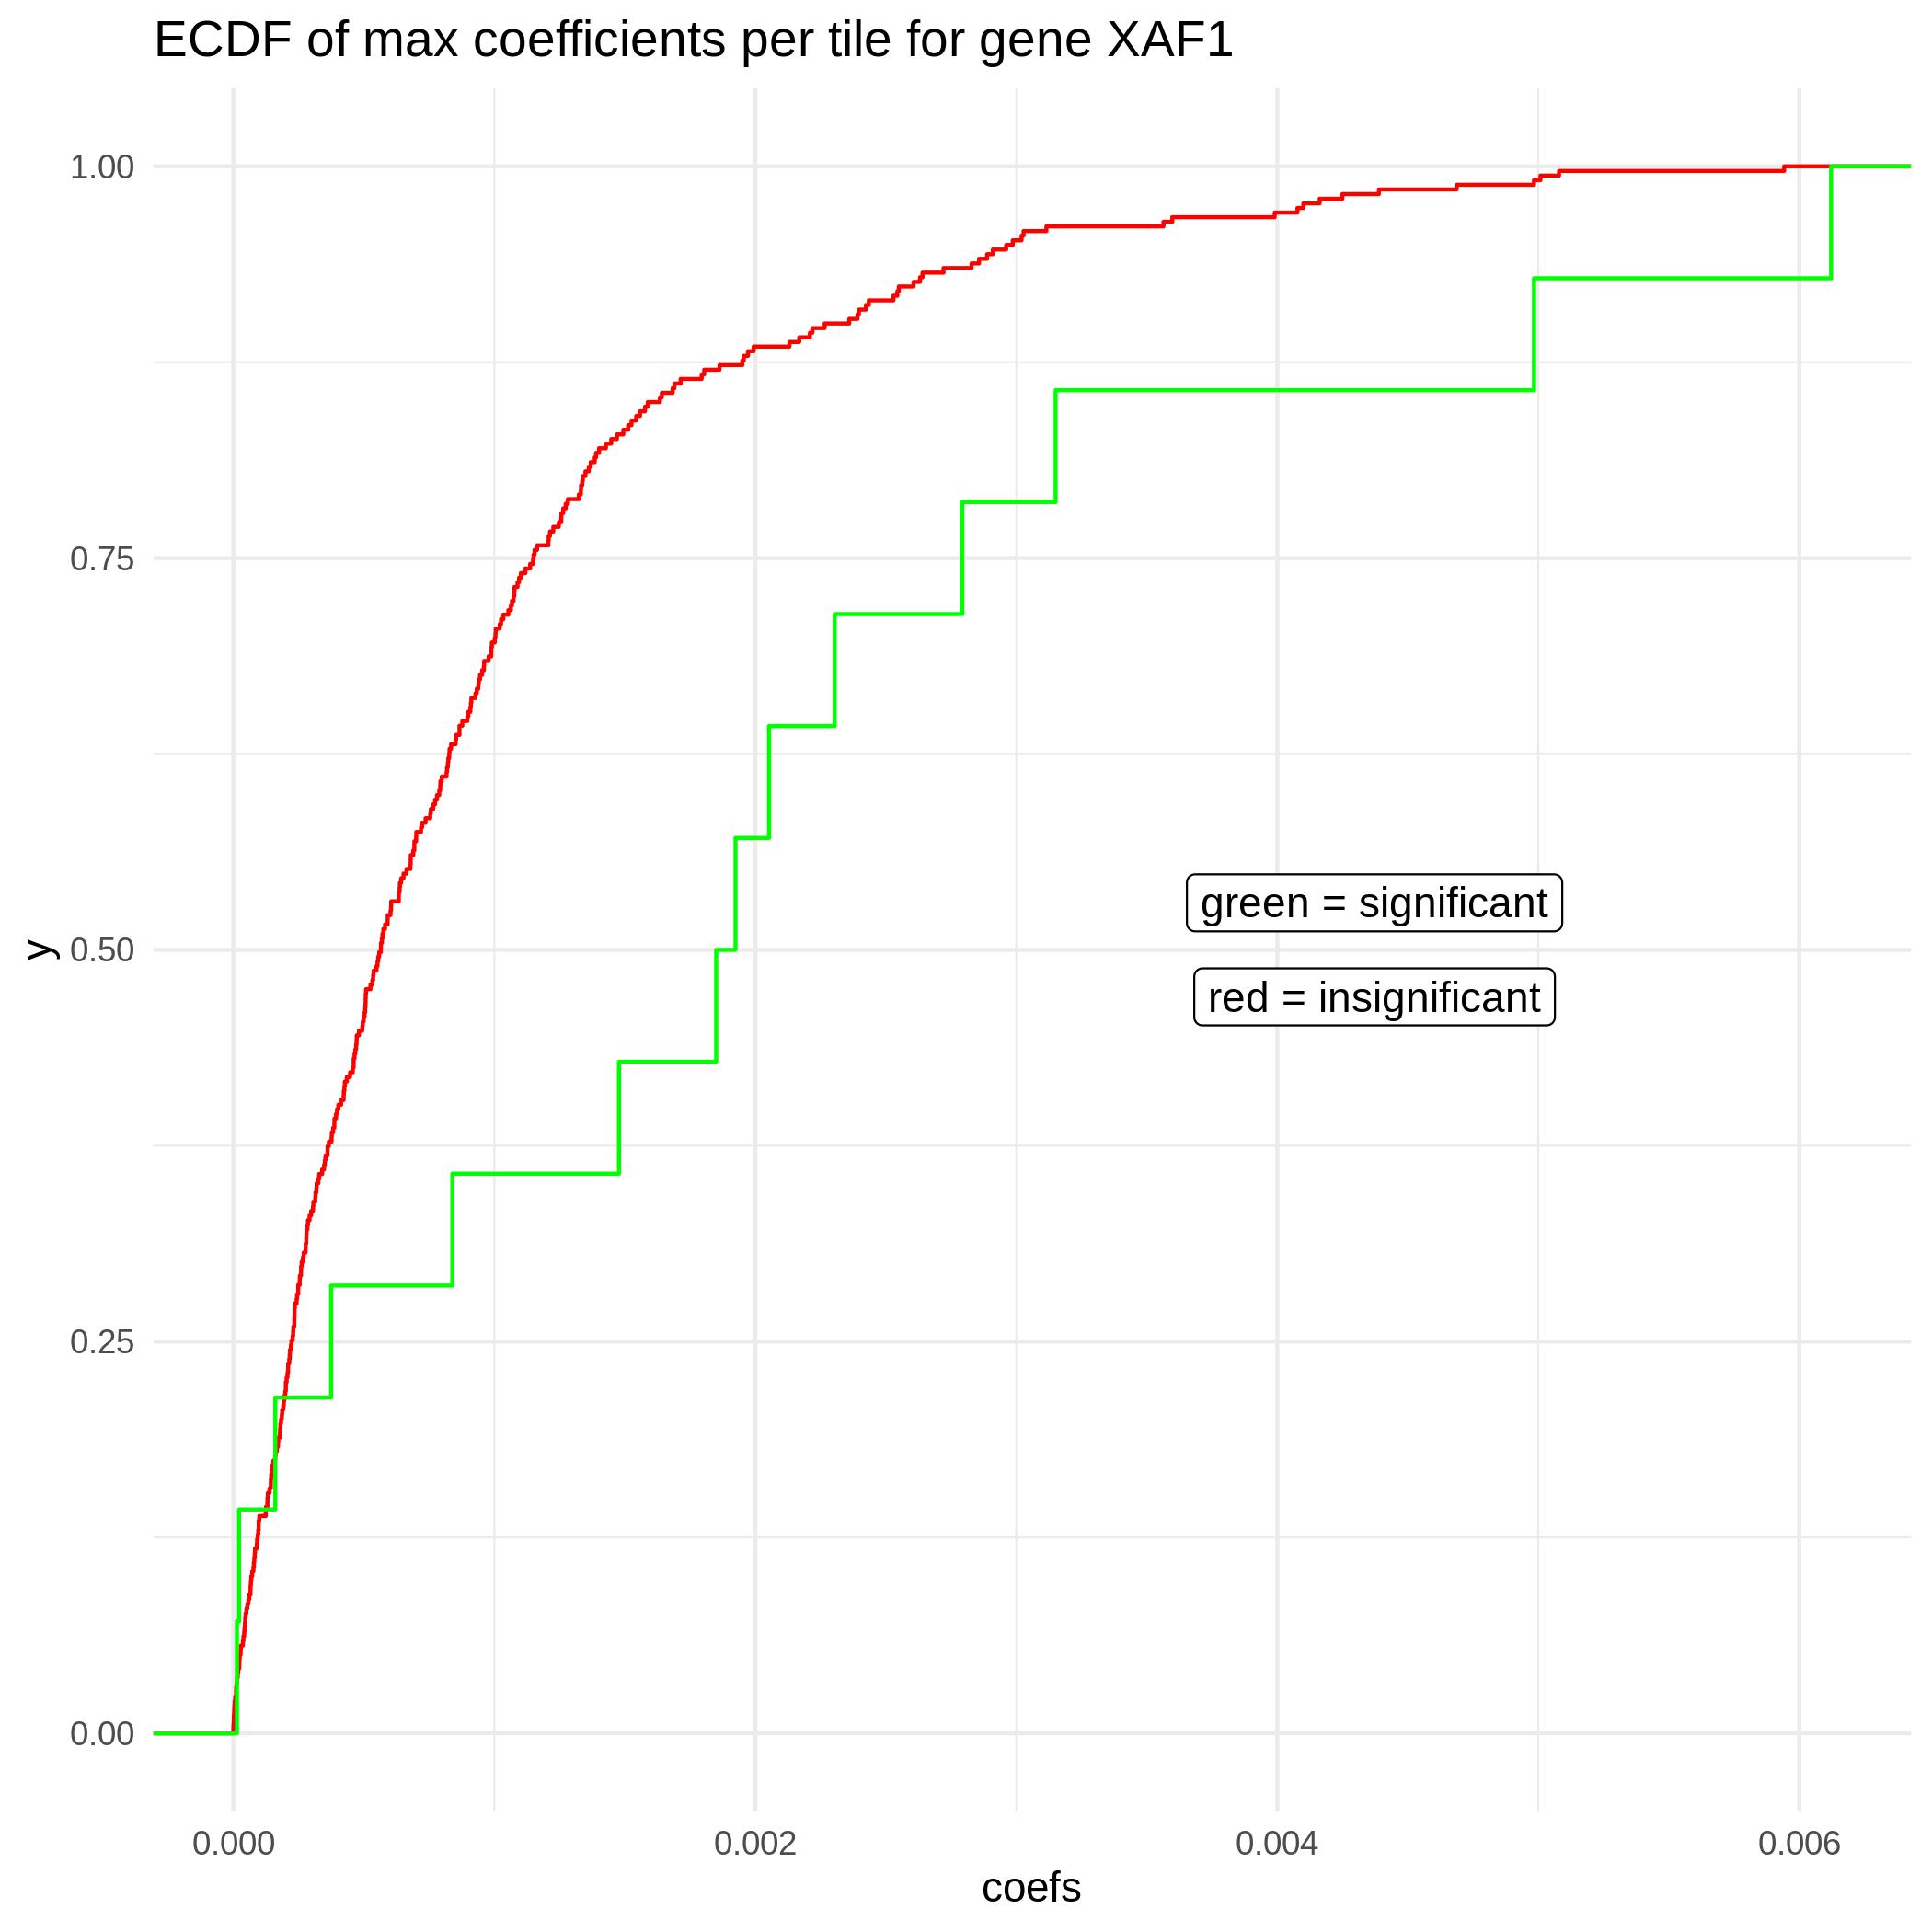 ECDF of max coefficients per tile for gene XAF1
1.00
0.75
0.50
0.25
0.00
y
green = significant
red = insignificant
0.000 0.002 0.004 0.006
coefs